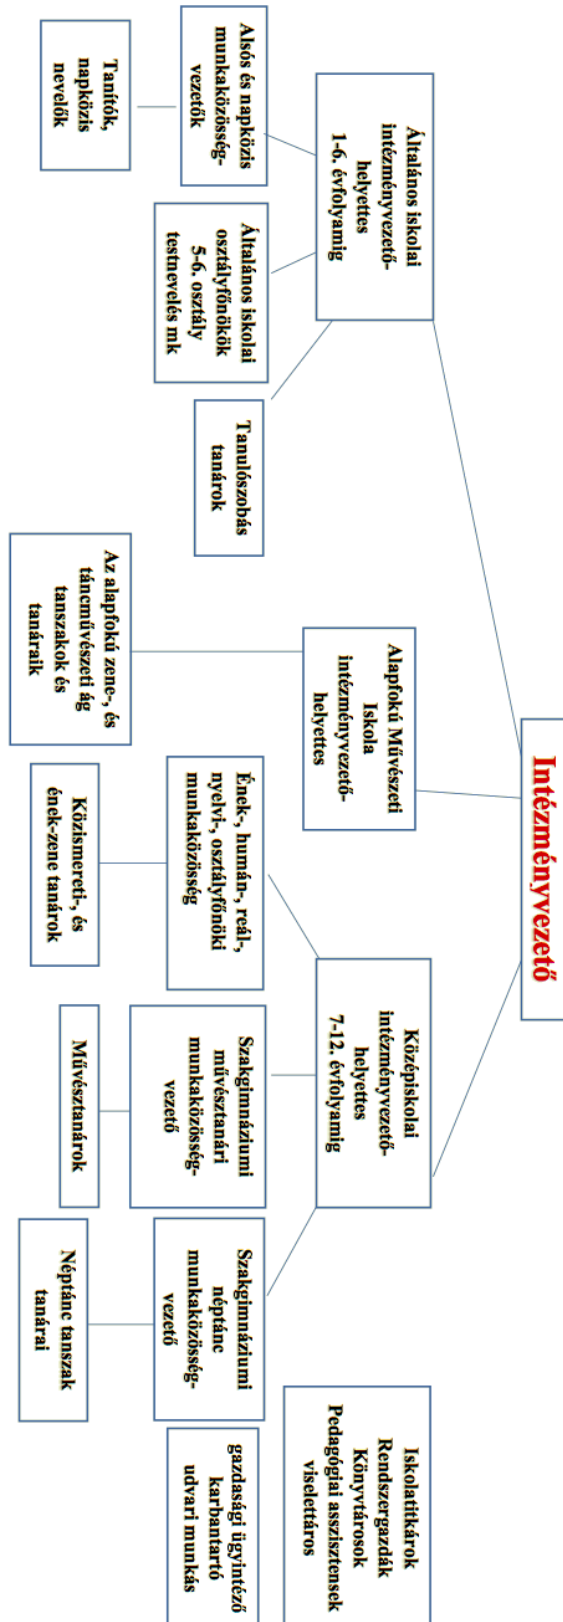 Intézményvezető
Általános iskolai
intézményvezető-
helyettes
1-6. évfolyamig
Alapfokú Művészeti
Iskola
intézményvezető-
helyettes
Középiskolai
intézményvezető-
helyettes
7-12. évfolyamig
Iskolatitkárok
Rendszergazdák
Könyvtárosok
Pedagógiai asszisztensek
viselettáros
Alsós és napközis
munkaközösség-
vezetők
Általános iskolai
osztályfőnökök
5-6. osztály
testnevelés mk
Tanulószobás
tanárok
Ének-, humán-, reál-,
nyelvi-, osztályfőnöki
munkaközösség
Szakgimnáziumi
művésztanári
munkaközösség-
vezető
Szakgimnáziumi
néptánc
munkaközösség-
vezető
gazdasági ügyintéző
karbantartó
udvari munkás
Tanítók,
napközis
nevelők
Az alapfokú zene-, és
táncművészeti ág
tanszakok és
tanáraik
Közismereti-, és
ének-zene tanárok
Művésztanárok
Néptánc tanszak
tanárai